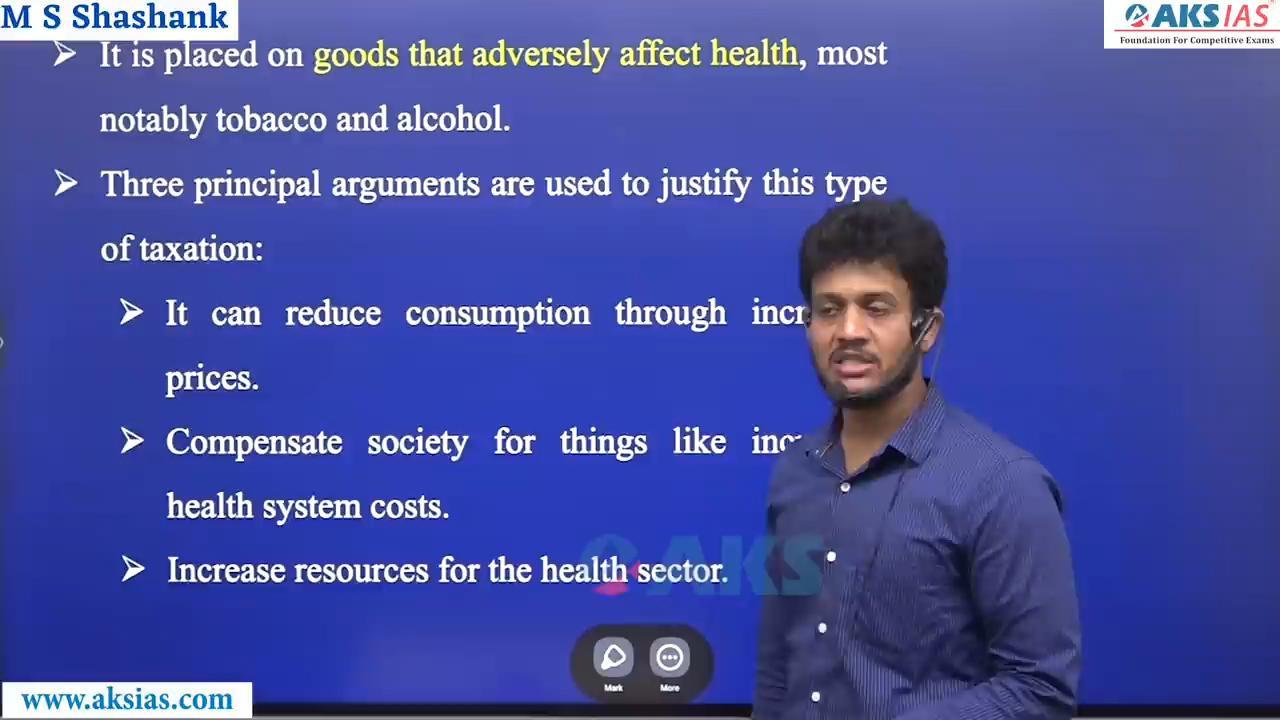 M S Shashank
AKS IAS
Foundation For Competitive Exams
It is placed on goods that adversely affect health, most
notably tobacco and alcohol.
Three principal arguments are used to justify this type
of taxation:
It can reduce consumption through
prices.
Compensate society for things like
health system costs.
Increase resources for the health sector.
AKS
Mark
More
www.aksias.com